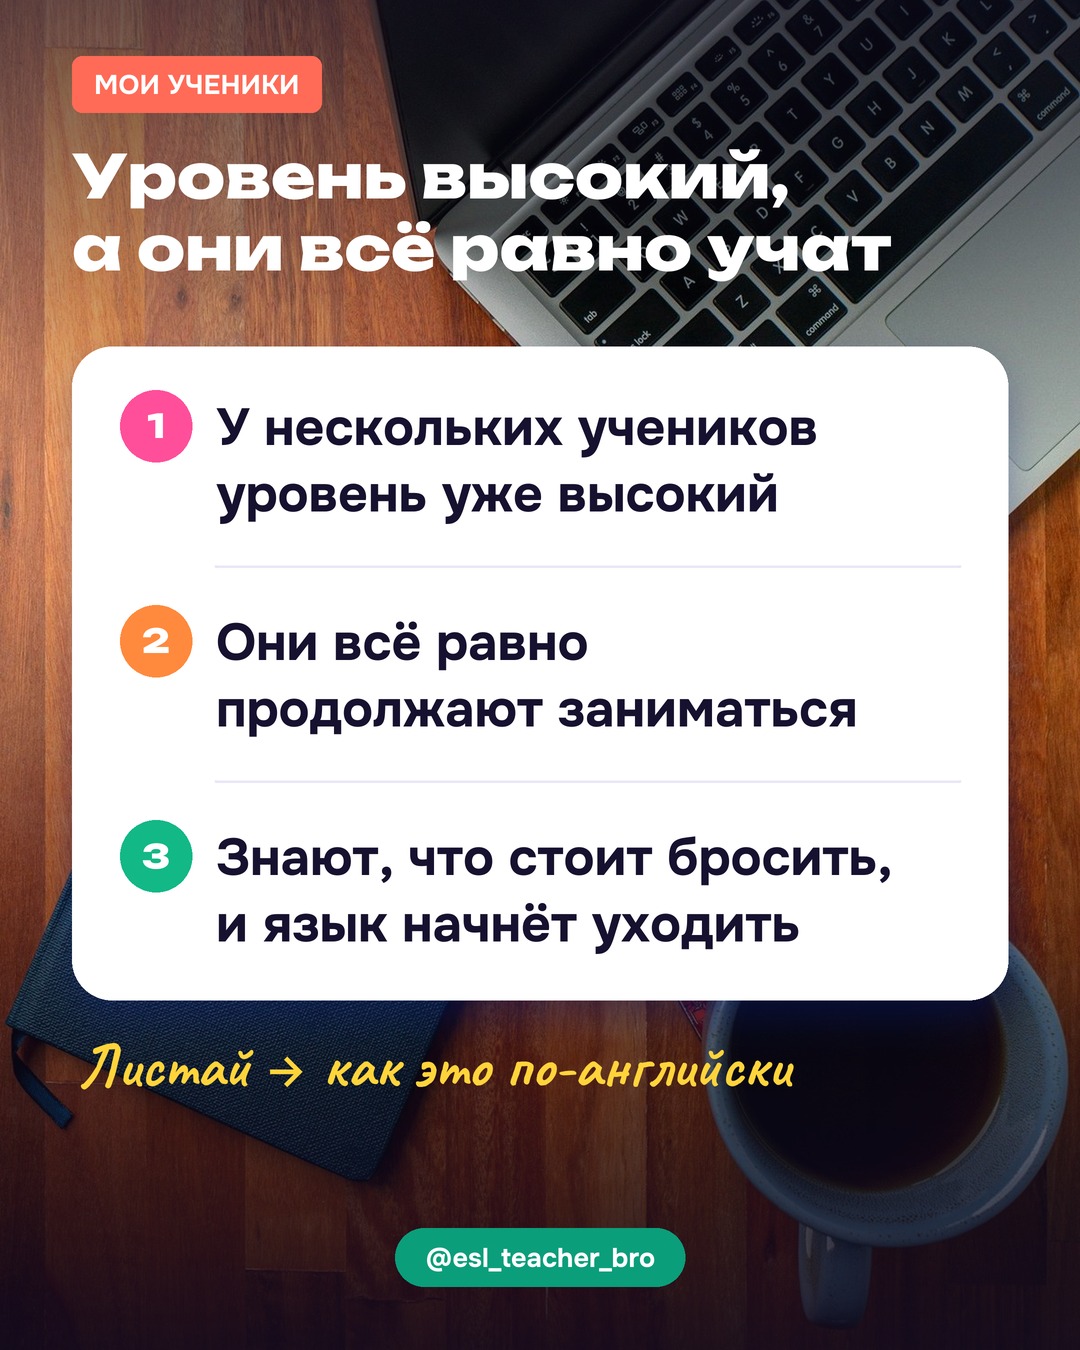 МОИ УЧЕНИКИ
Уровень высокий,
а они всё равно учат
1
У нескольких учеников
уровень уже высокий
2
Они всё равно
продолжают заниматься
3
Знают, что стоит бросить,
и язык начнёт уходить
Листай → как это по-английски
@esl_teacher_bro